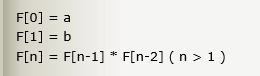 F[0] = a
F[1] = b
F[n] = F[n-1] * F[n-2] ( n > 1 )